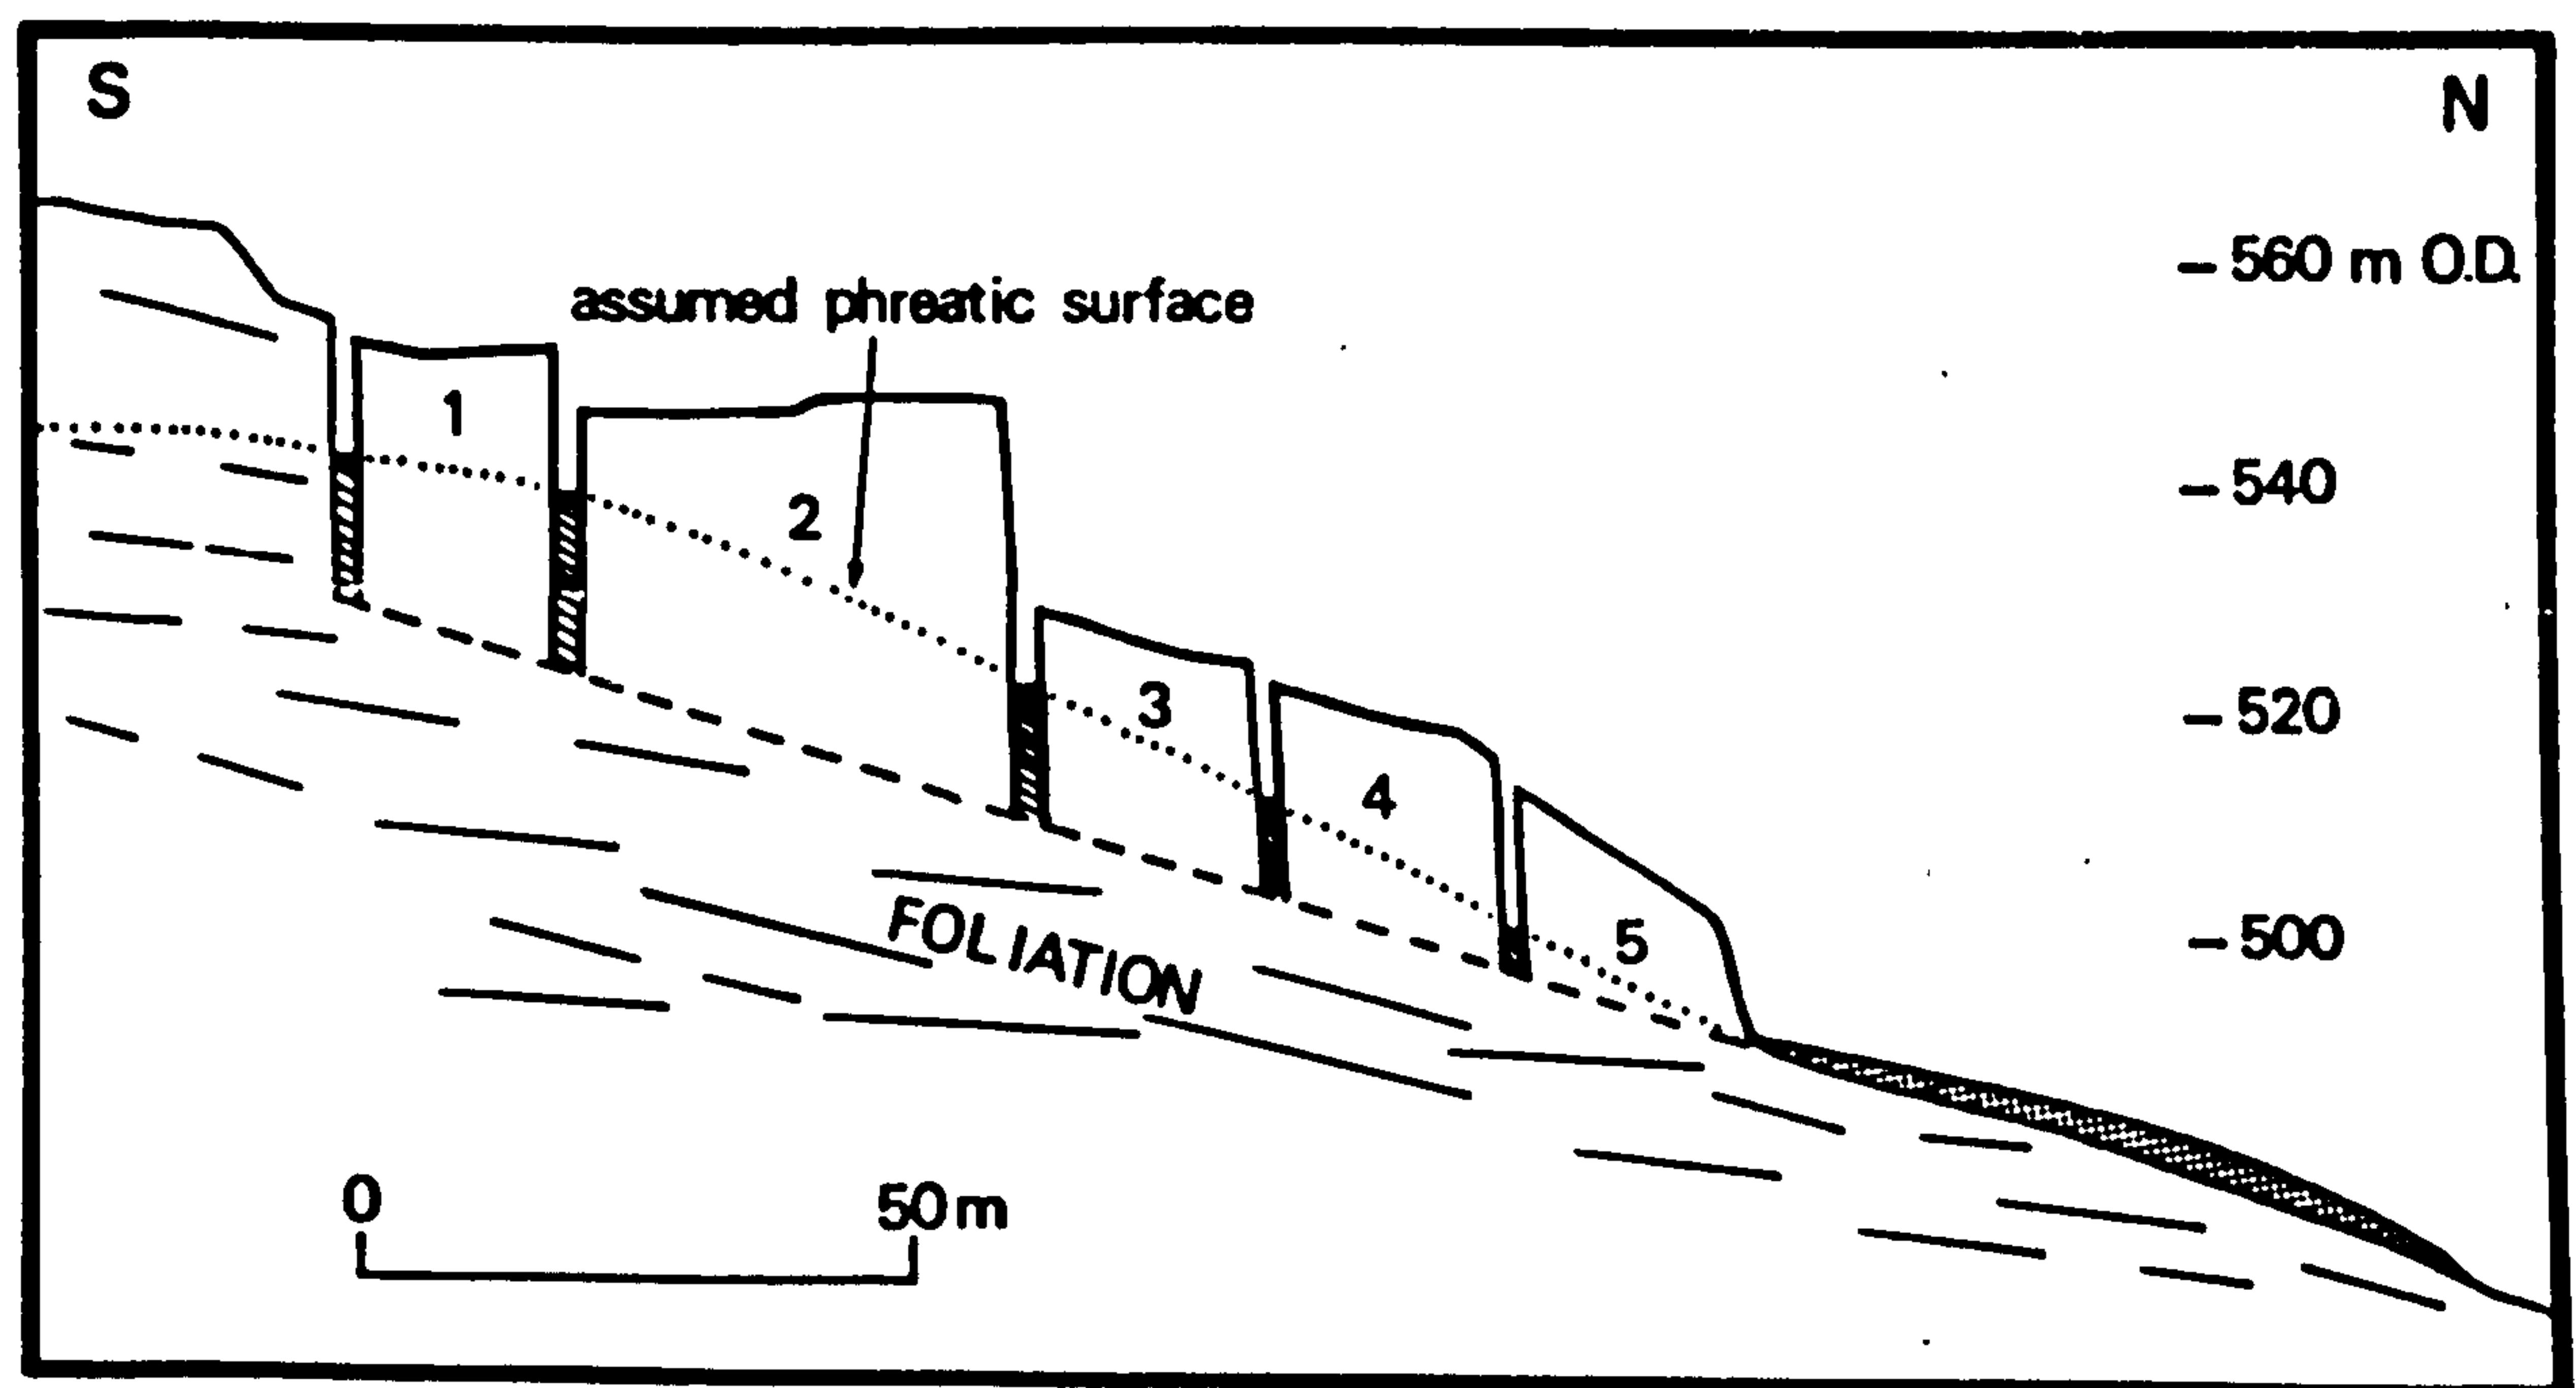 S
N
– 560 m O.D.
assumed phreatic surface
1
– 540
2
3
– 520
4
5
– 500
FOLIATION
0
50 m